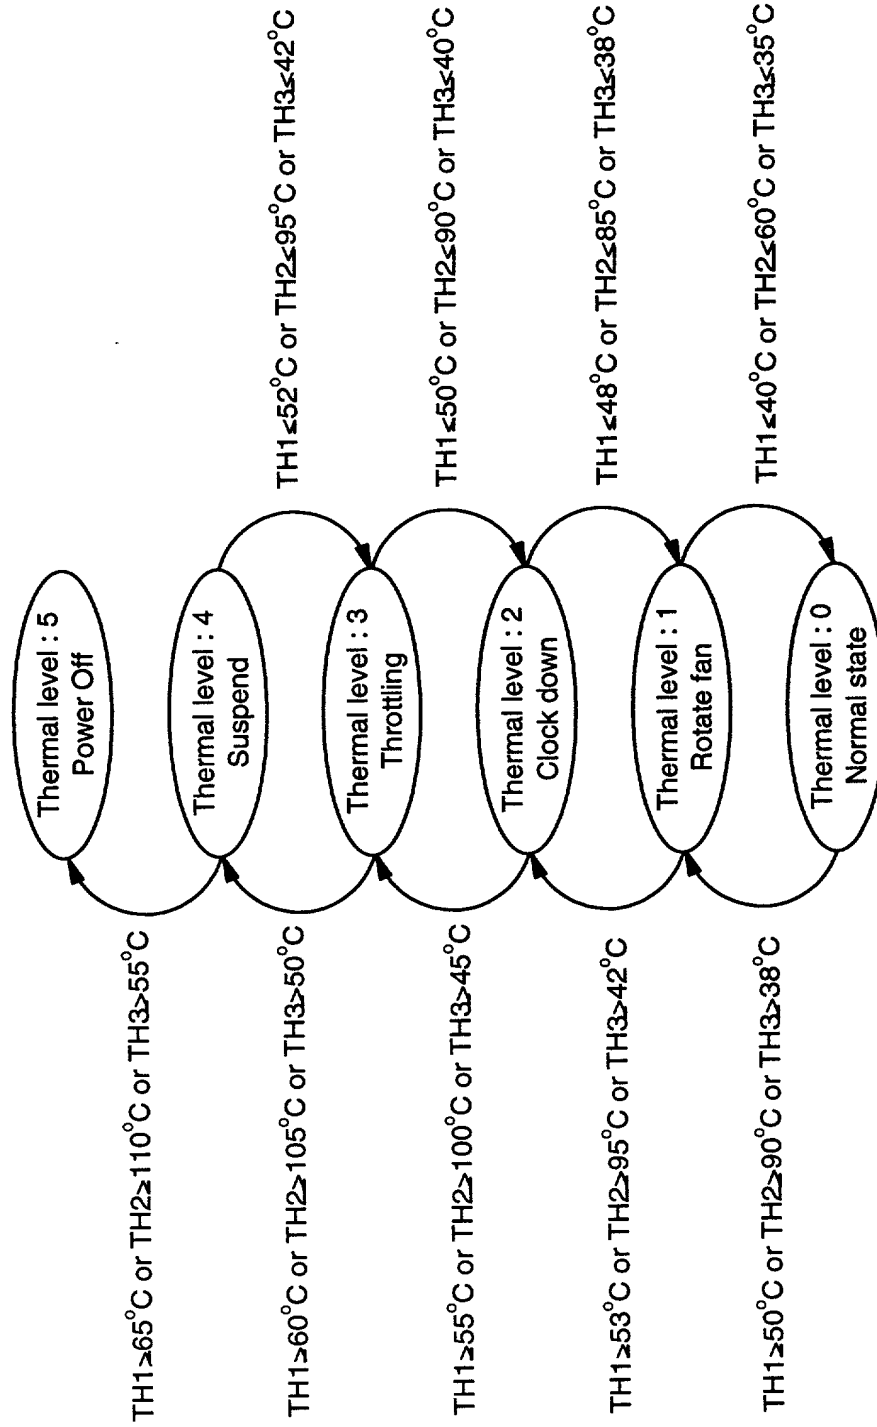 TH1≥65°C or TH2≥110°C or TH3≥55°C
TH1≥60°C or TH2≥105°C or TH3≥50°C
TH1≥55°C or TH2≥100°C or TH3≥45°C
TH1≥53°C or TH2≥95°C or TH3≥42°C
TH1≥50°C or TH2≥90°C or TH3≥38°C
Thermal level : 5
Power Off
Thermal level : 4
Suspend
Thermal level : 3
Throttling
Thermal level : 2
Clock down
Thermal level : 1
Rotate fan
Thermal level : 0
Normal state
TH1≤52°C or TH2≤95°C or TH3≤42°C
TH1≤50°C or TH2≤90°C or TH3≤40°C
TH1≤48°C or TH2≤85°C or TH3≤38°C
TH1≤40°C or TH2≤60°C or TH3≤35°C